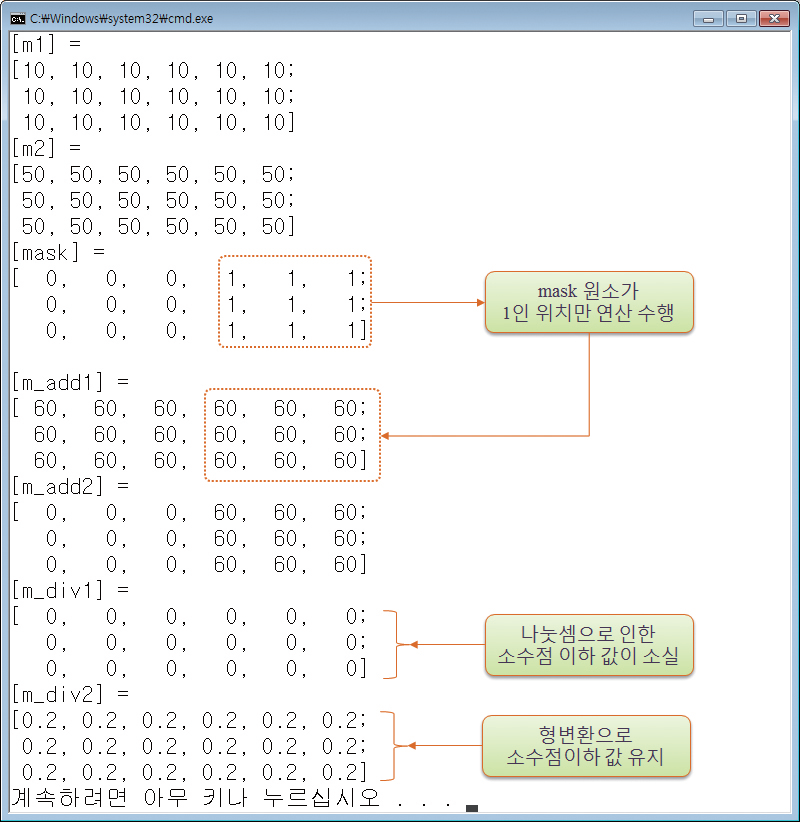 C:\Windows\system32\cmd.exe
[m1] =
[10, 10, 10, 10, 10, 10;
10, 10, 10, 10, 10, 10;
10, 10, 10, 10, 10, 10]
[m2] =
[50, 50, 50, 50, 50, 50;
50, 50, 50, 50, 50, 50;
50, 50, 50, 50, 50, 50]
[mask] =
[ 0, 0, 0, 1, 1, 1;
0, 0, 0, 1, 1, 1;
0, 0, 0, 1, 1, 1]
mask 원소가
1인 위치만 연산 수행
[m_add1] =
[ 60, 60, 60, 60, 60, 60;
60, 60, 60, 60, 60, 60;
60, 60, 60, 60, 60, 60]
[m_add2] =
[ 0, 0, 0, 60, 60, 60;
0, 0, 0, 60, 60, 60;
0, 0, 0, 60, 60, 60]
[m_div1] =
[ 0, 0, 0, 0, 0, 0;
0, 0, 0, 0, 0, 0;
0, 0, 0, 0, 0, 0]
나눗셈으로 인한
소수점 이하 값이 소실
[m_div2] =
[0.2, 0.2, 0.2, 0.2, 0.2, 0.2;
0.2, 0.2, 0.2, 0.2, 0.2, 0.2;
0.2, 0.2, 0.2, 0.2, 0.2, 0.2]
형변환으로
소수점이하 값 유지
계속하려면 아무 키나 누르십시오 . . .